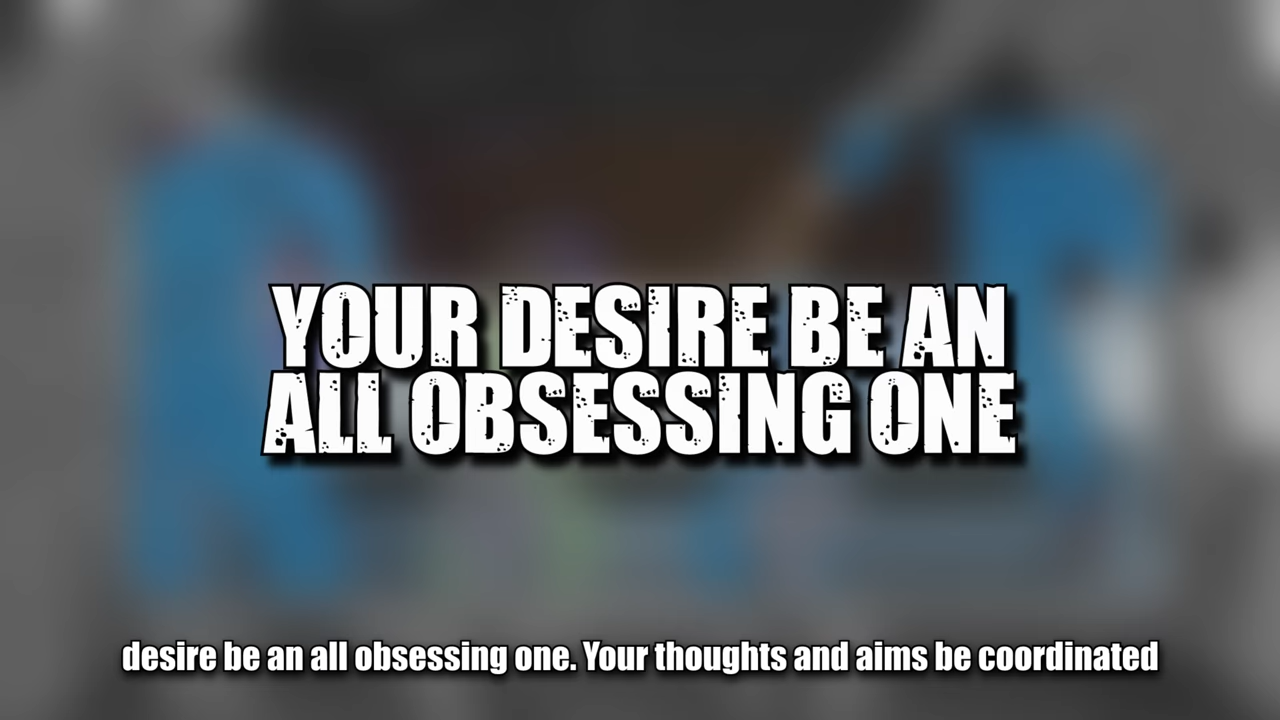 YOUR DESIRE BE AN
ALL OBSESSING ONE
desire be an all obsessing one. Your thoughts and aims be coordinated